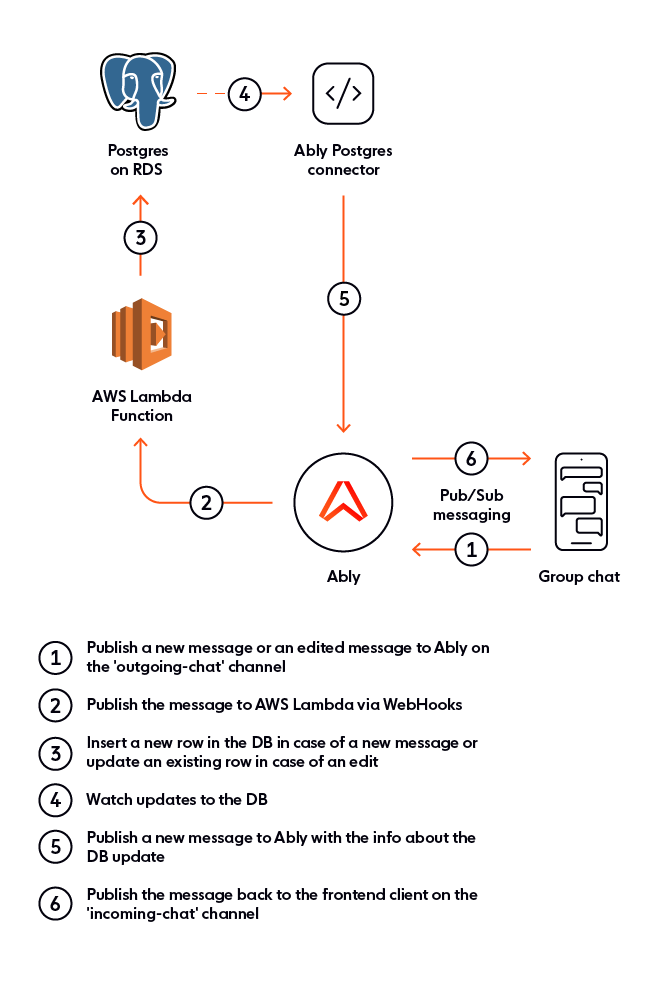 4
Postgres
on RDS
Ably Postgres
connector
3
5
AWS Lambda
Function
6
2
Pub/Sub
messaging
1
Ably
Group chat
1 Publish a new message or an edited message to Ably on
the 'outgoing-chat' channel
2 Publish the message to AWS Lambda via WebHooks
3 Insert a new row in the DB in case of a new message or
update an existing row in case of an edit
4 Watch updates to the DB
5 Publish a new message to Ably with the info about the
DB update
6 Publish the message back to the frontend client on the
'incoming-chat' channel